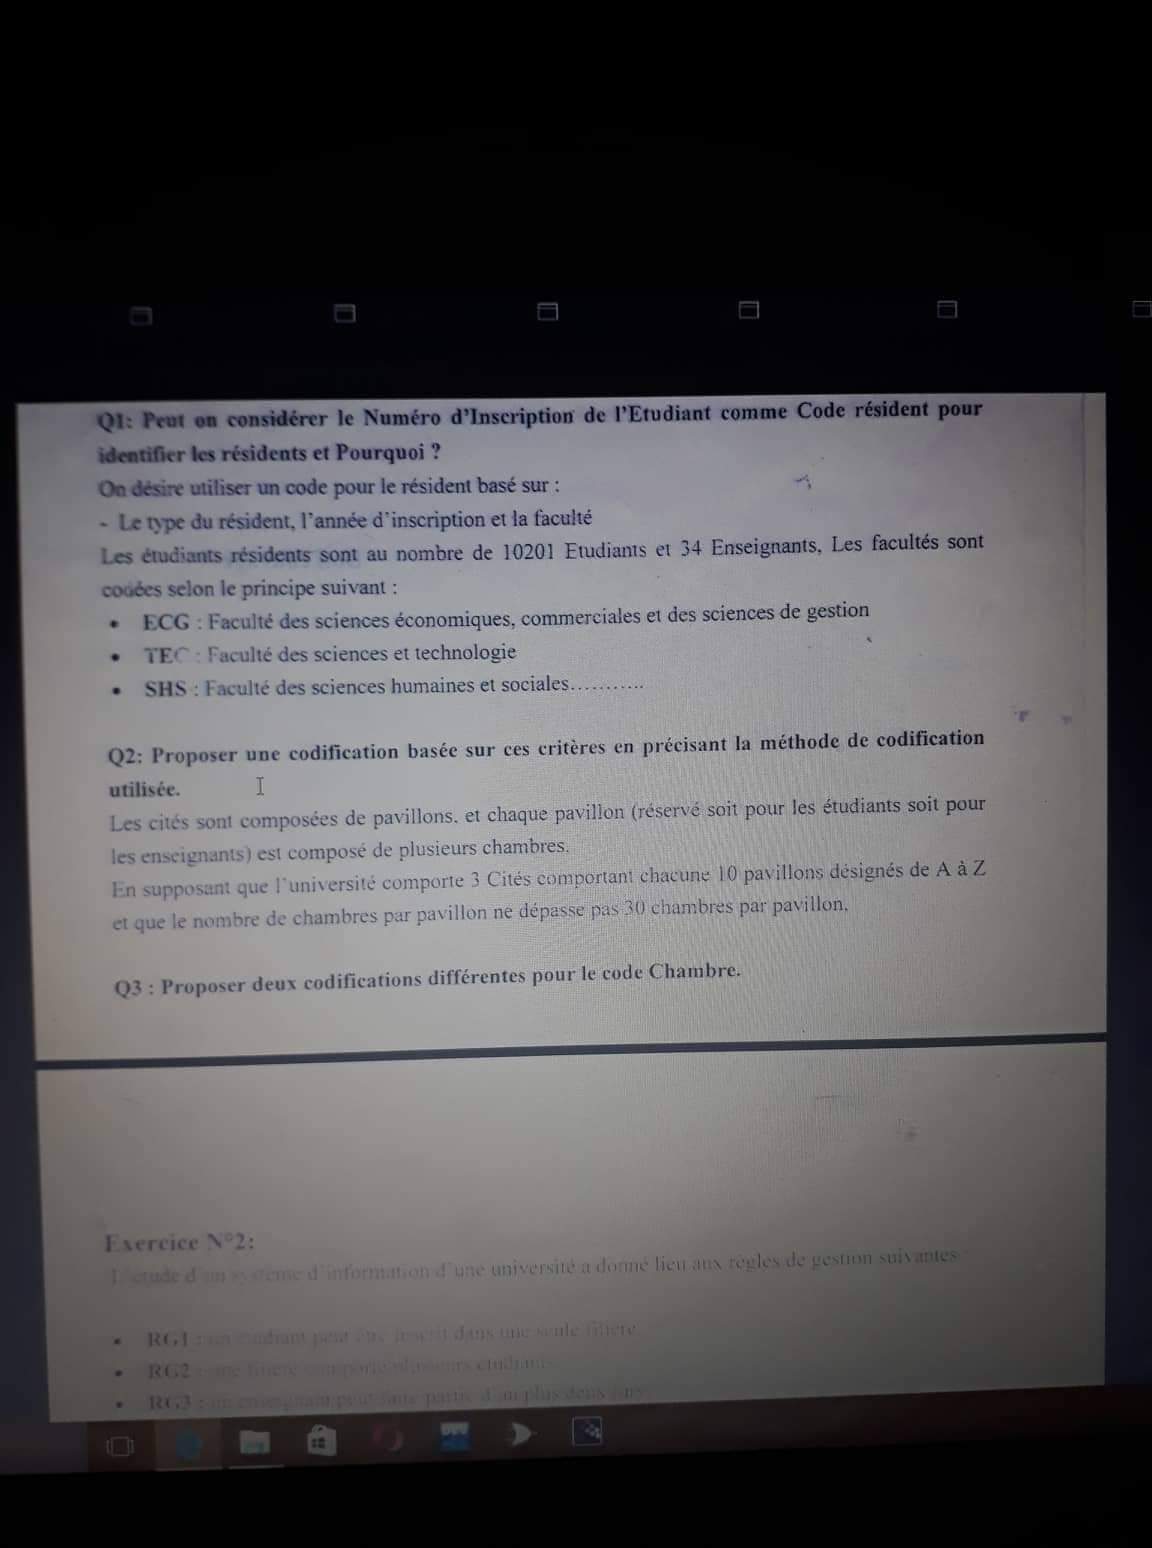 Q1: Peut on considérer le Numéro d'Inscription de l'Etudiant comme Code résident pour
identifier les résidents et Pourquoi ?
On désire utiliser un code pour le résident basé sur :
- Le type du résident, l'année d'inscription et la faculté
Les étudiants résidents sont au nombre de 10201 Etudiants et 34 Enseignants, Les facultés sont
codées selon le principe suivant :
• ECG : Faculté des sciences économiques, commerciales et des sciences de gestion
• TEC : Faculté des sciences et technologie
• SHS : Faculté des sciences humaines et sociales...........
Q2: Proposer une codification basée sur ces critères en précisant la méthode de codification
utilisée.
Les cités sont composées de pavillons. et chaque pavillon (réservé soit pour les étudiants soit pour
les enseignants) est composé de plusieurs chambres.
En supposant que l'université comporte 3 Cités comportant chacune 10 pavillons désignés de A à Z
et que le nombre de chambres par pavillon ne dépasse pas 30 chambres par pavillon,
Q3 : Proposer deux codifications différentes pour le code Chambre.
Exercice N°2:
L'étude d'un système d'information d'une université a donné lieu aux règles de gestion suivantes
• RG1 : un étudiant peut être inscrit dans une seule filière
• RG2 : une filière comporte plusieurs étudiants
• RG3 : un enseignant peut faire partie d'au plus deux